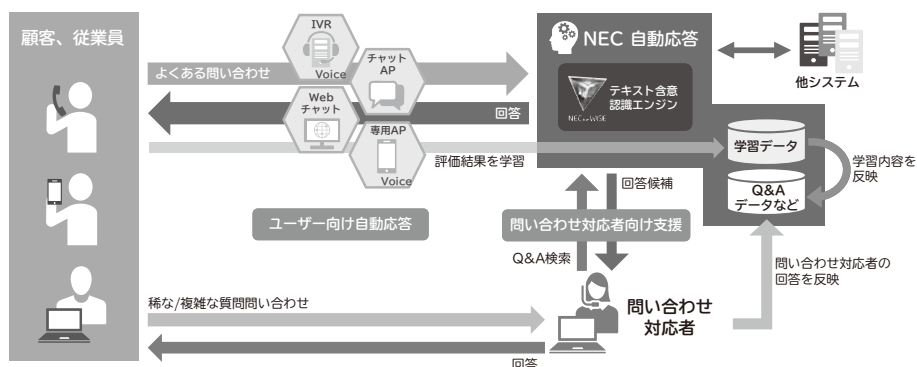 顧客、従業員
IVR
Voice
チャット
AP
よくある問い合わせ
Web
チャット
回答
専用AP
Voice
評価結果を学習
NEC 自動応答
テキスト含意
認識エンジン
NEC the WISE
他システム
学習データ
学習内容を
反映
Q&A
データなど
回答候補
ユーザー向け自動応答
問い合わせ対応者向け支援
Q&A検索
問い合わせ対応者の
回答を反映
稀な/複雑な質問問い合わせ
問い合わせ
対応者
回答